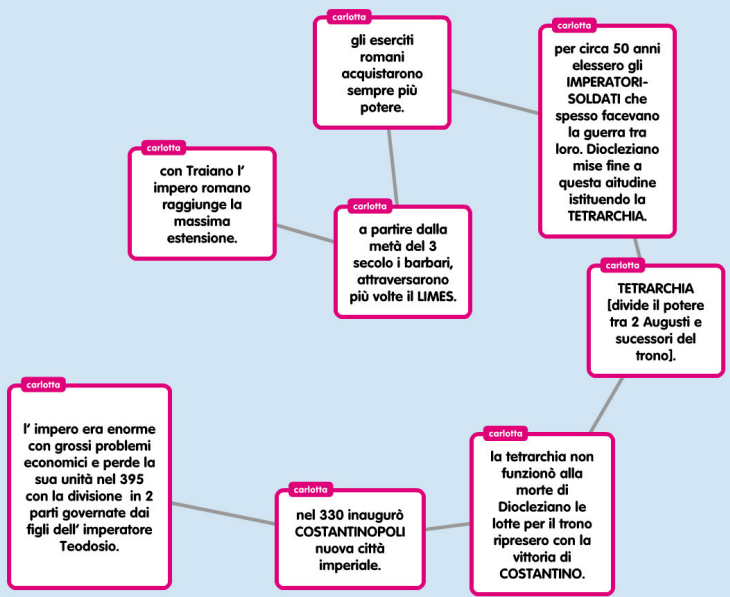 carlotta
con Traiano l'
impero romano
raggiunge la
massima
estensione.
carlotta
a partire dalla
metà del 3
secolo i barbari,
attraversarono
più volte il LIMES.
carlotta
gli eserciti
romani
acquistarono
sempre più
potere.
carlotta
per circa 50 anni
elessero gli
IMPERATORI-
SOLDATI che
spesso facevano
la guerra tra
loro. Diocleziano
mise fine a
questa aitudine
istituendo la
TETRARCHIA.
carlotta
TETRARCHIA
[divide il potere
tra 2 Augusti e
sucessori del
trono].
carlotta
la tetrarchia non
funzionò alla
morte di
Diocleziano le
lotte per il trono
ripresero con la
vittoria di
COSTANTINO.
carlotta
nel 330 inaugurò
COSTANTINOPOLI
nuova città
imperiale.
carlotta
l' impero era enorme
con grossi problemi
economici e perde la
sua unità nel 395
con la divisione in 2
parti governate dai
figli dell' imperatore
Teodosio.